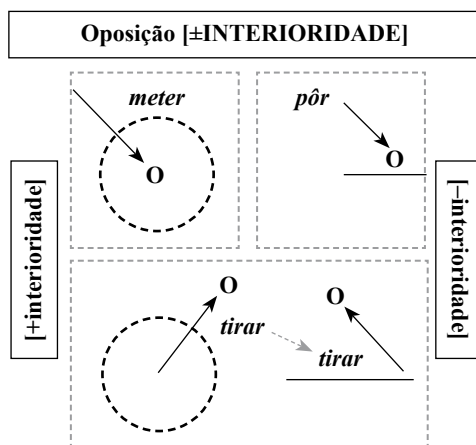 Oposição [±INTERIORIDADE]
meter
pôr
O
O
[+interioridade]
[−interioridade]
O
O
tirar
tirar